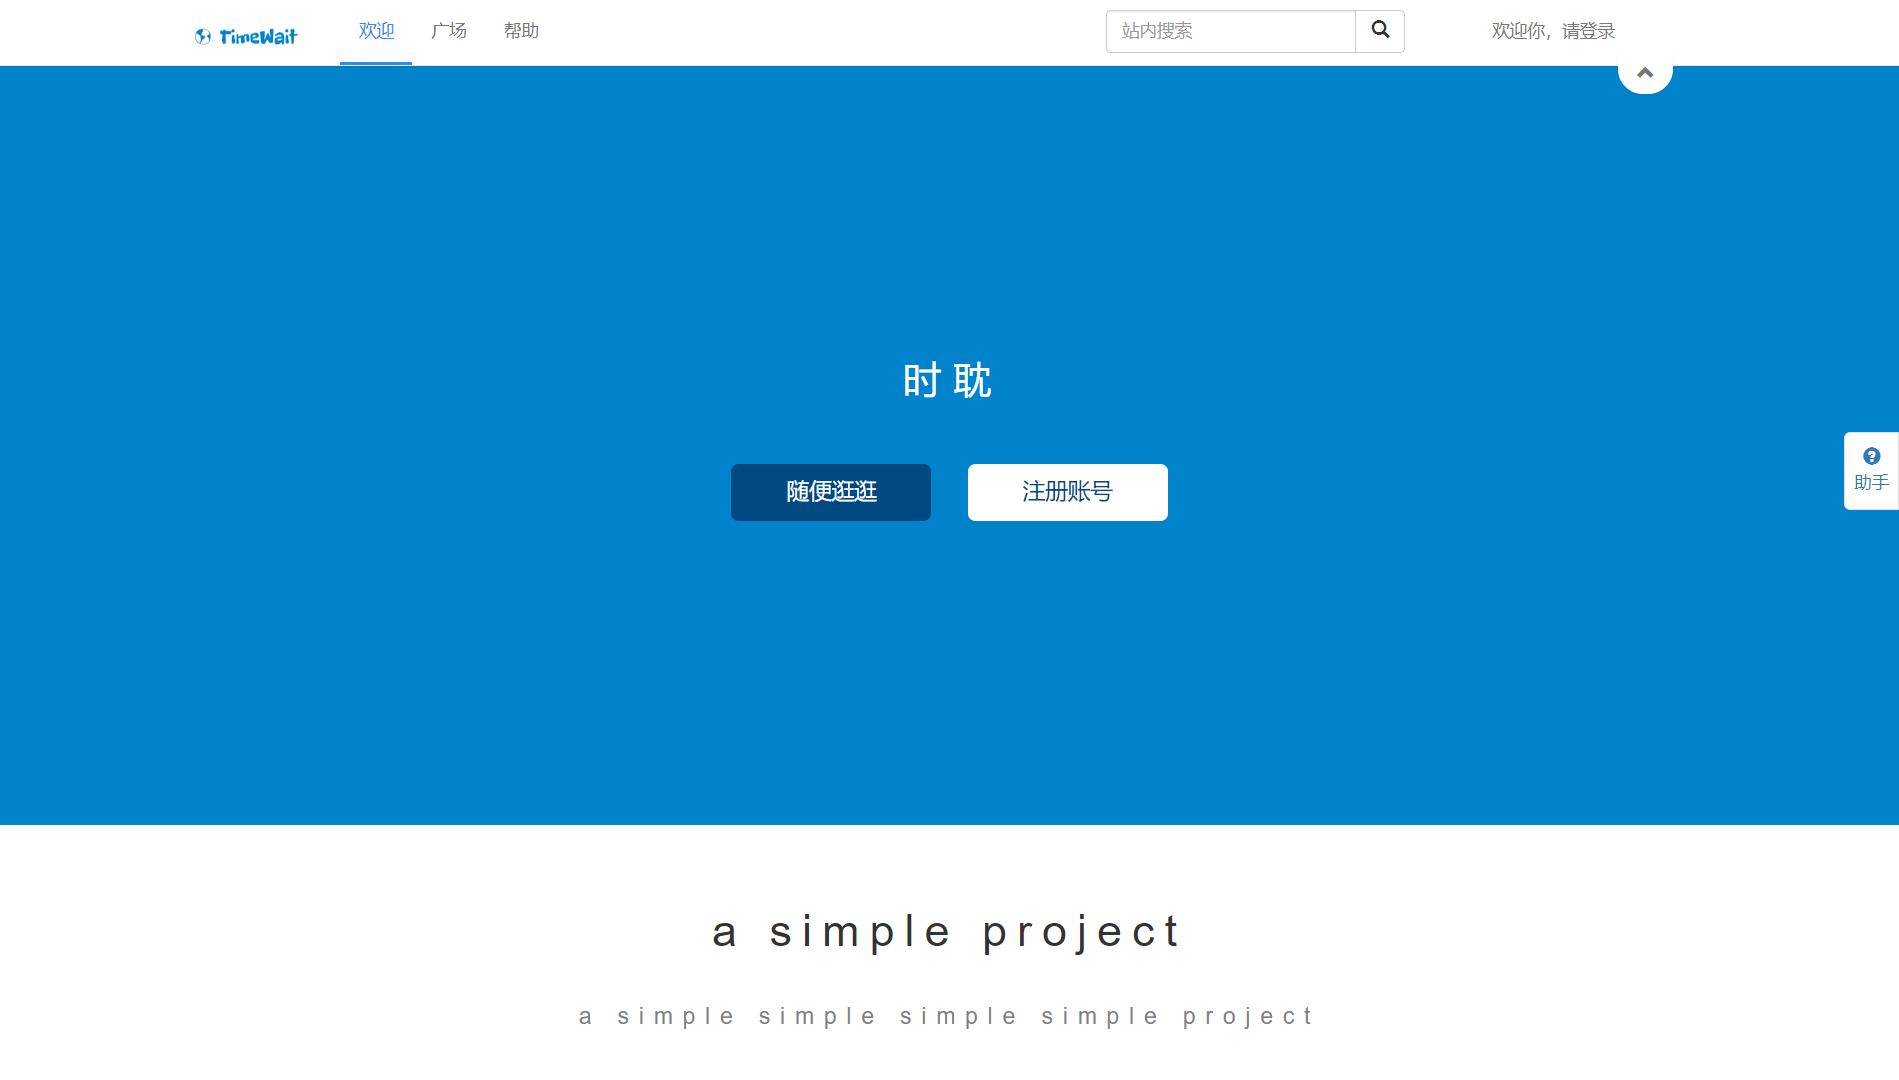 TimeWait 欢迎 广场 帮助 站内搜索 欢迎你，请登录
时 耽
随便逛逛 注册账号
助手
a simple project
a simple simple simple simple project